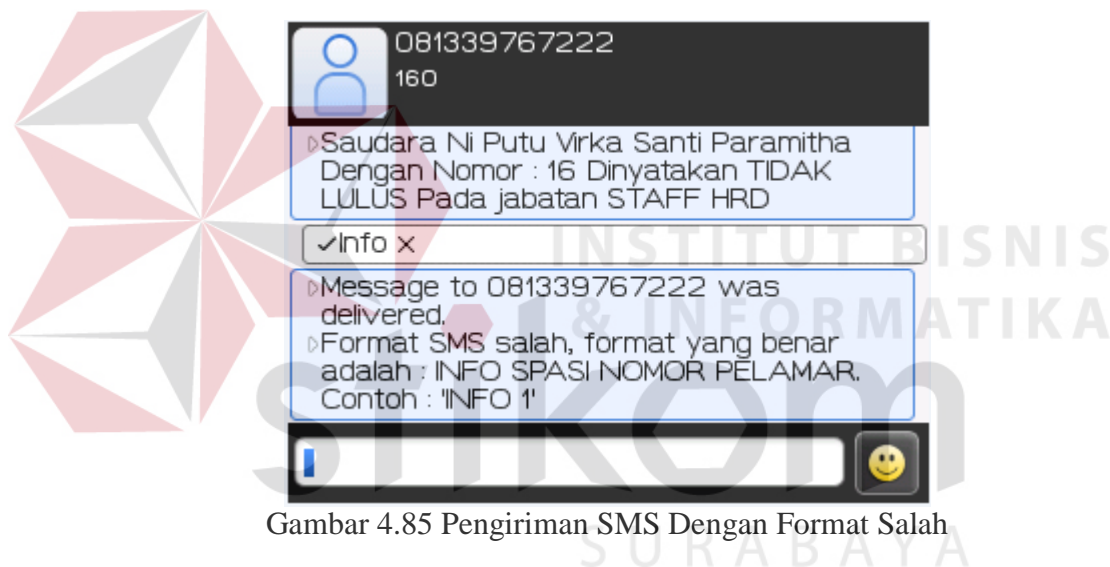 081339767222
160
Saudara Ni Putu Virka Santi Paramitha
Dengan Nomor : 16 Dinyatakan TIDAK
LULUS Pada jabatan STAFF HRD
Info x
Message to 081339767222 was
delivered.
Format SMS salah, format yang benar
adalah : INFO SPASI NOMOR PELAMAR.
Contoh : 'INFO 1'
INSTITUT BISNIS
& INFORMATIKA
stikom
SURABAYA
Gambar 4.85 Pengiriman SMS Dengan Format Salah